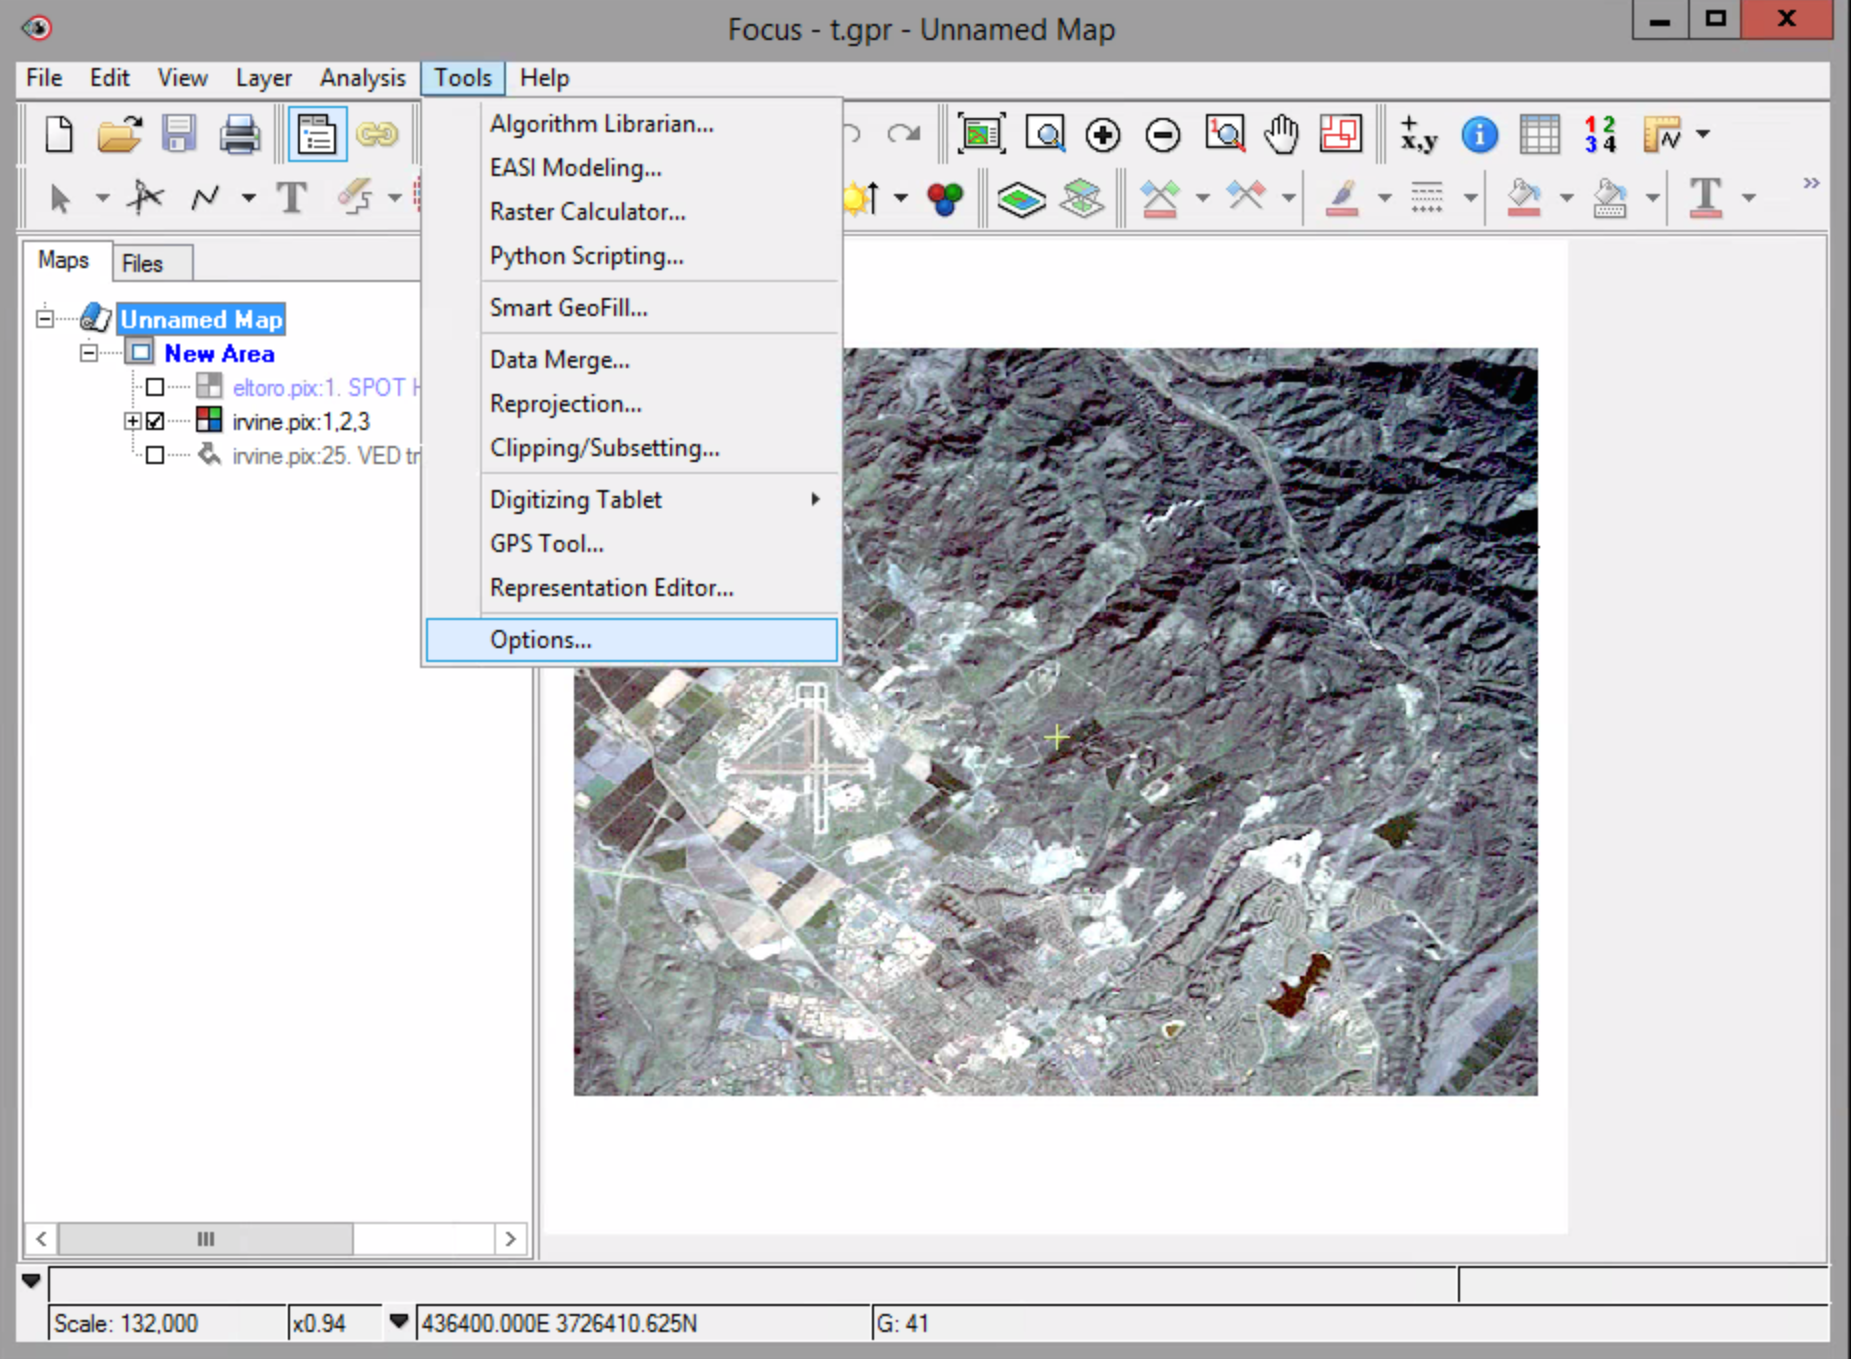 Focus - t.gpr - Unnamed Map
File Edit View Layer Analysis Tools Help
Algorithm Librarian...
EASI Modeling...
Raster Calculator...
Python Scripting...
Smart GeoFill...
Data Merge...
Reprojection...
Clipping/Subsetting...
Digitizing Tablet
GPS Tool...
Representation Editor...
Options...
+
x,y
1 2
3 4
Maps Files
Unnamed Map
New Area
eltoro.pix:1. SPOT
irvine.pix:1,2,3
irvine.pix:25. VED
Scale: 132,000 x0.94 436400.000E 3726410.625N G: 41